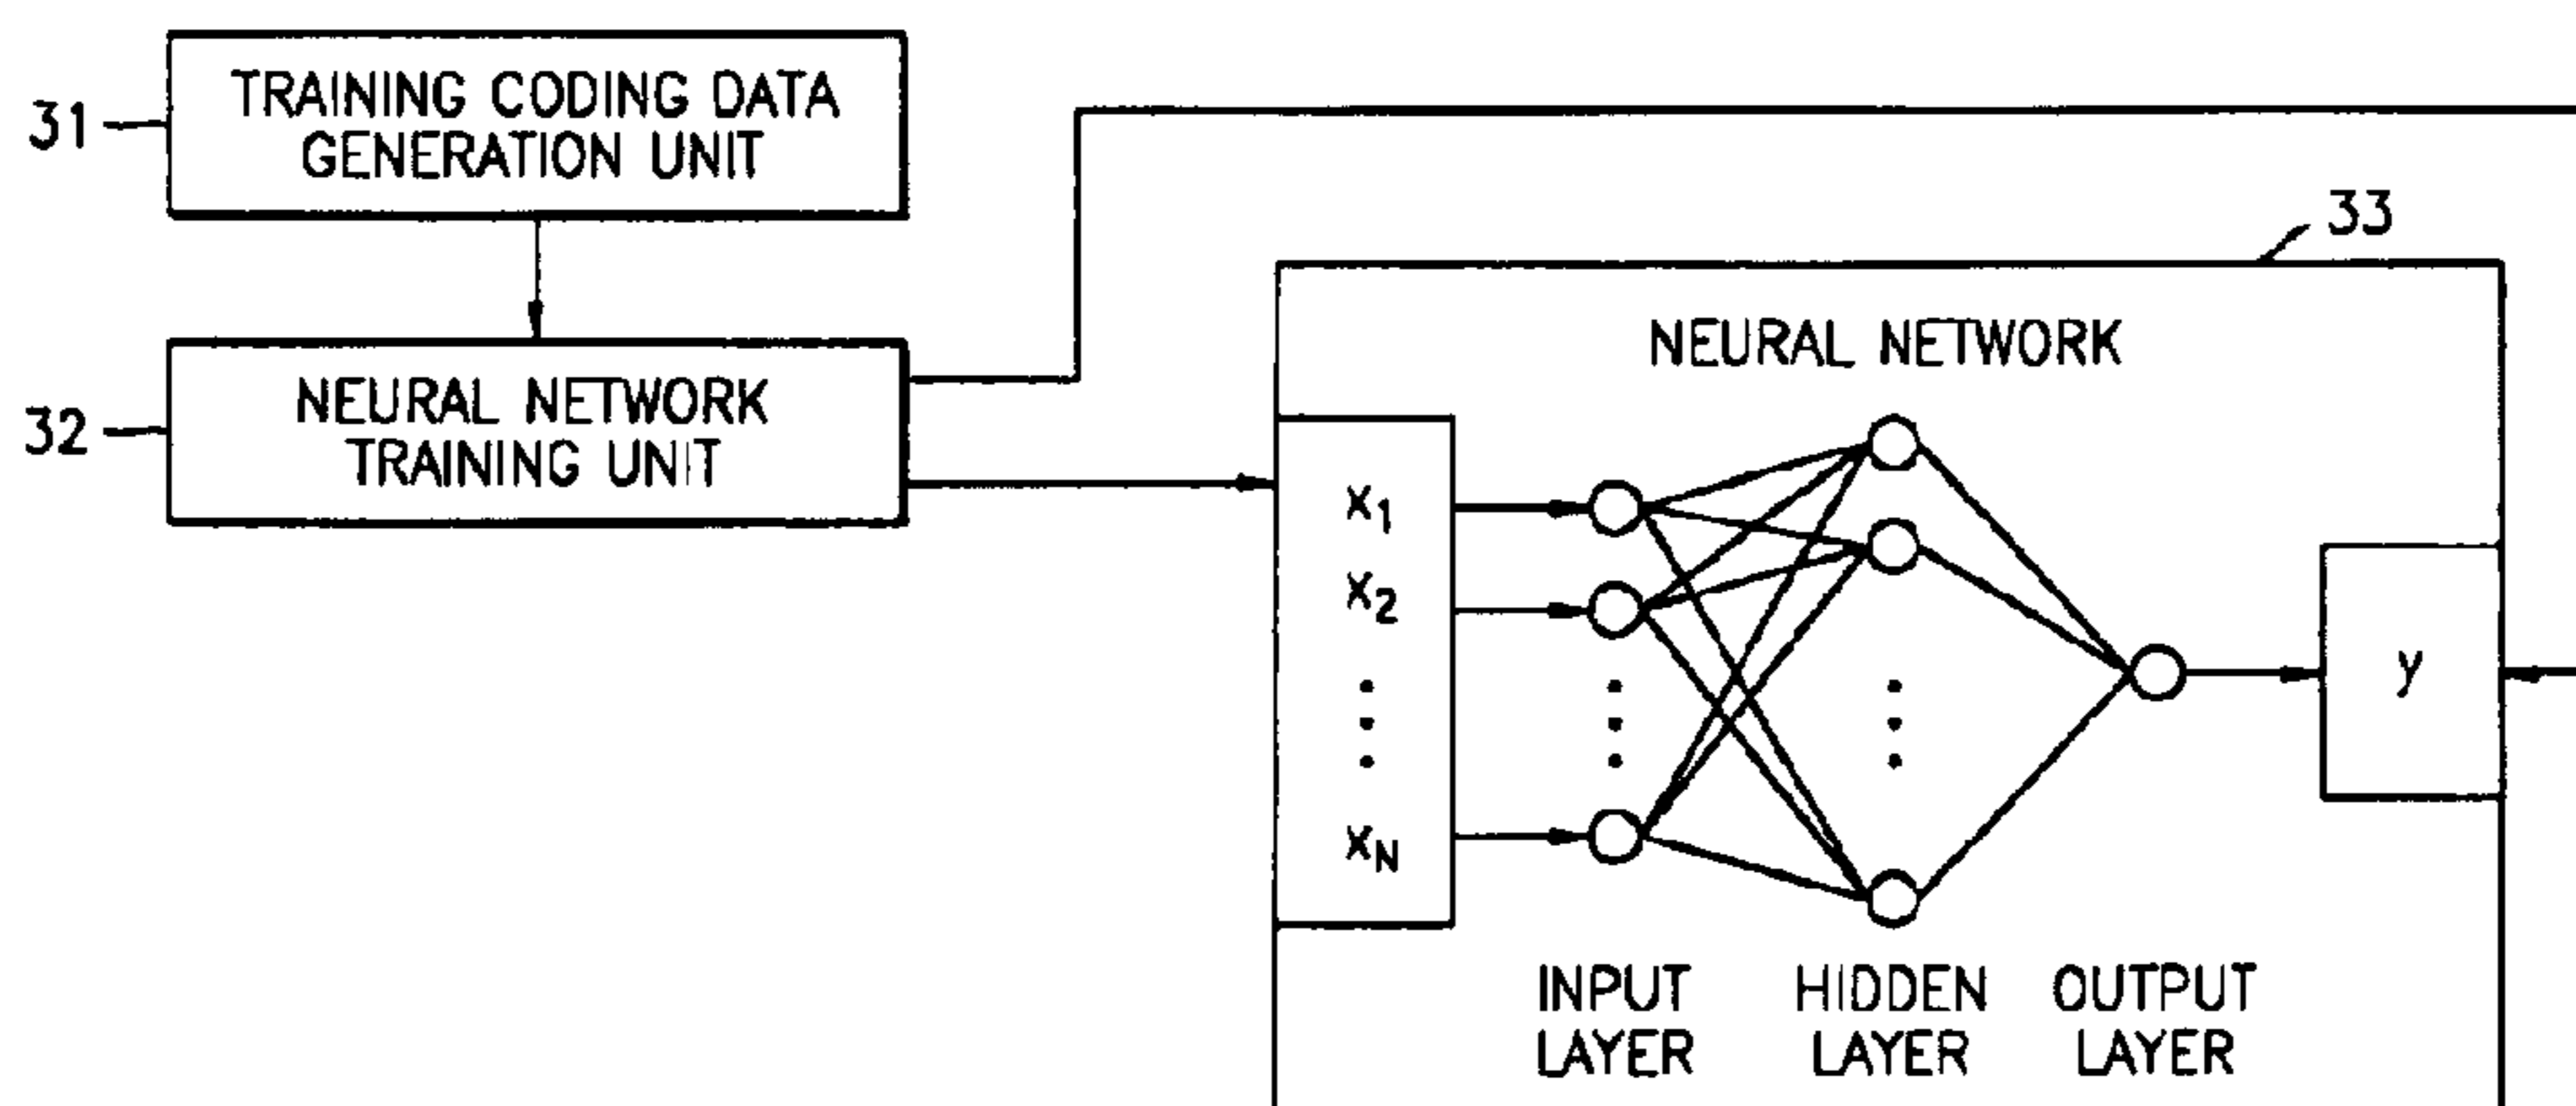 31
TRAINING CODING DATA
GENERATION UNIT
33
32
NEURAL NETWORK
TRAINING UNIT
NEURAL NETWORK
x1
x2
xN
y
INPUT
LAYER
HIDDEN
LAYER
OUTPUT
LAYER